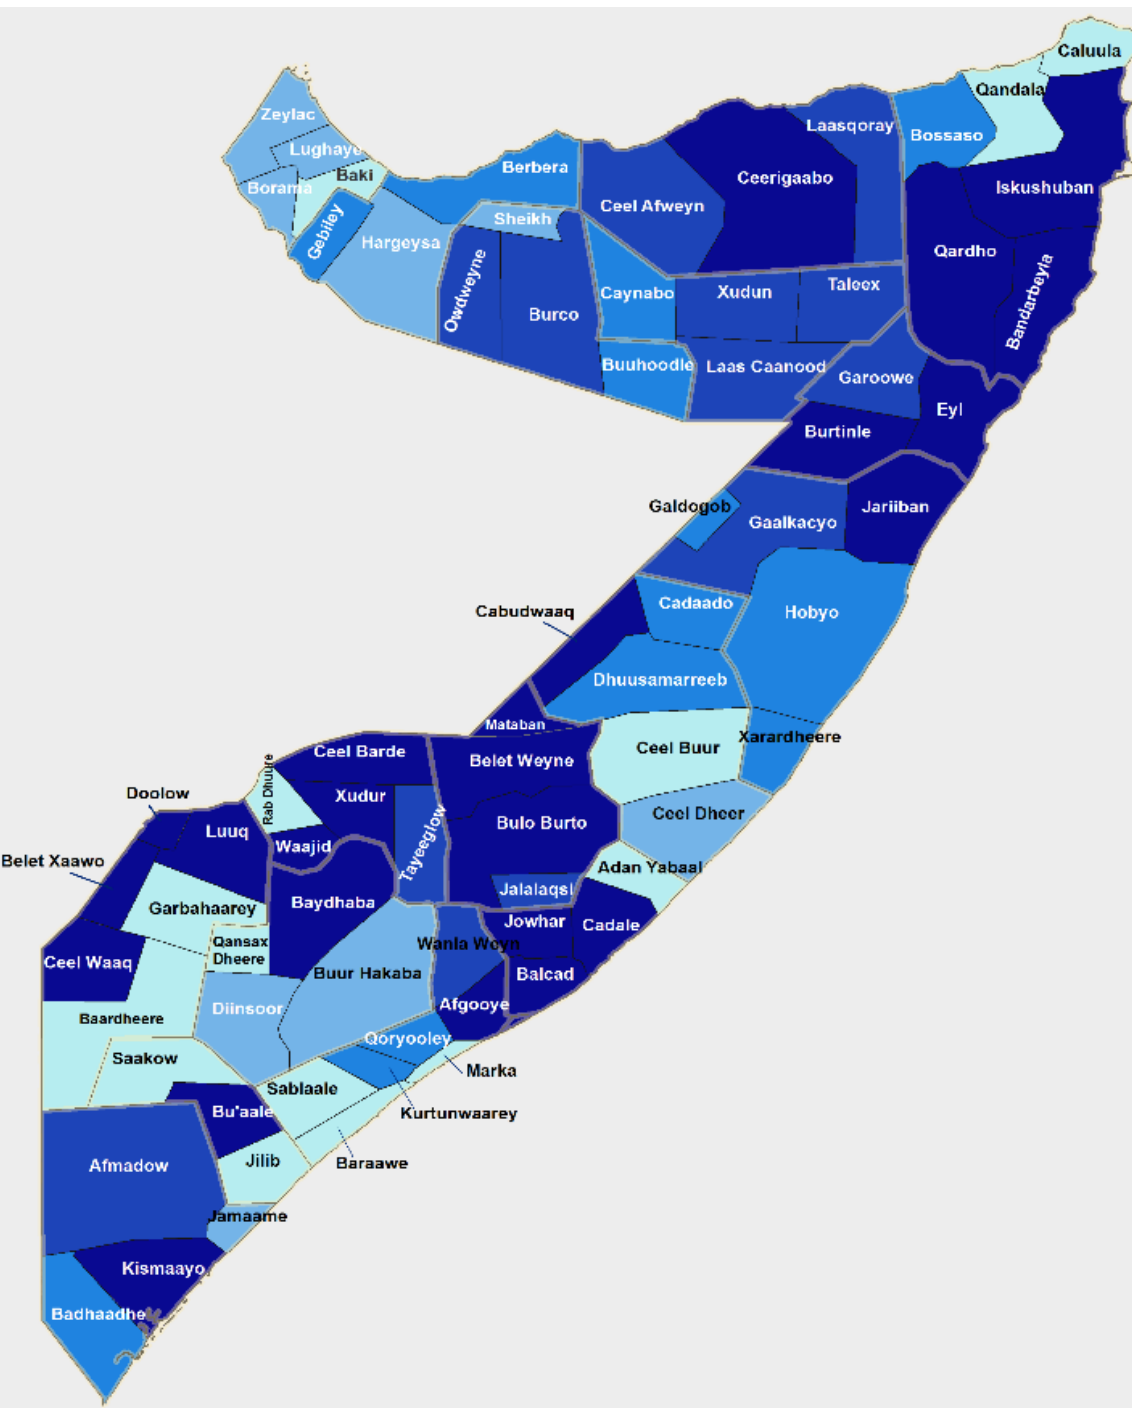 Caluula
Qandala
Zeylac
Laasqoray
Bossaso
Lughaye
Berbera
Baki
Ceerigaabo
Borama
Iskushuban
Ceel Afweyn
Sheikh
Gebiley
Hargeysa
Qardho
Owdweyne
Caynabo
Xudun
Taleex
Bandarbeyla
Burco
Buuhoodle
Laas Caanood
Garoowe
Eyl
Burtinle
Galdogob
Jariiban
Gaalkacyo
Cabudwaaq
Cadaado
Hobyo
Dhuusamarreeb
Mataban
Xarardheere
Ceel Barde
Ceel Buur
Belet Weyne
Rab Dhuure
Doolow
Xudur
Ceel Dheer
Luuq
Bulo Burto
Waajid
Tayeeglow
Belet Xaawo
Adan Yabaal
Jalalaqsi
Garbahaarey
Baydhaba
Jowhar
Cadale
Qansax
Dheere
Wanla Weyn
Ceel Waaq
Buur Hakaba
Balcad
Diinsoor
Afgooye
Baardheere
Qoryooley
Saakow
Marka
Sablaale
Bu'aale
Kurtunwaarey
Jilib
Baraawe
Afmadow
Jamaame
Kismaayo
Badhaadhe